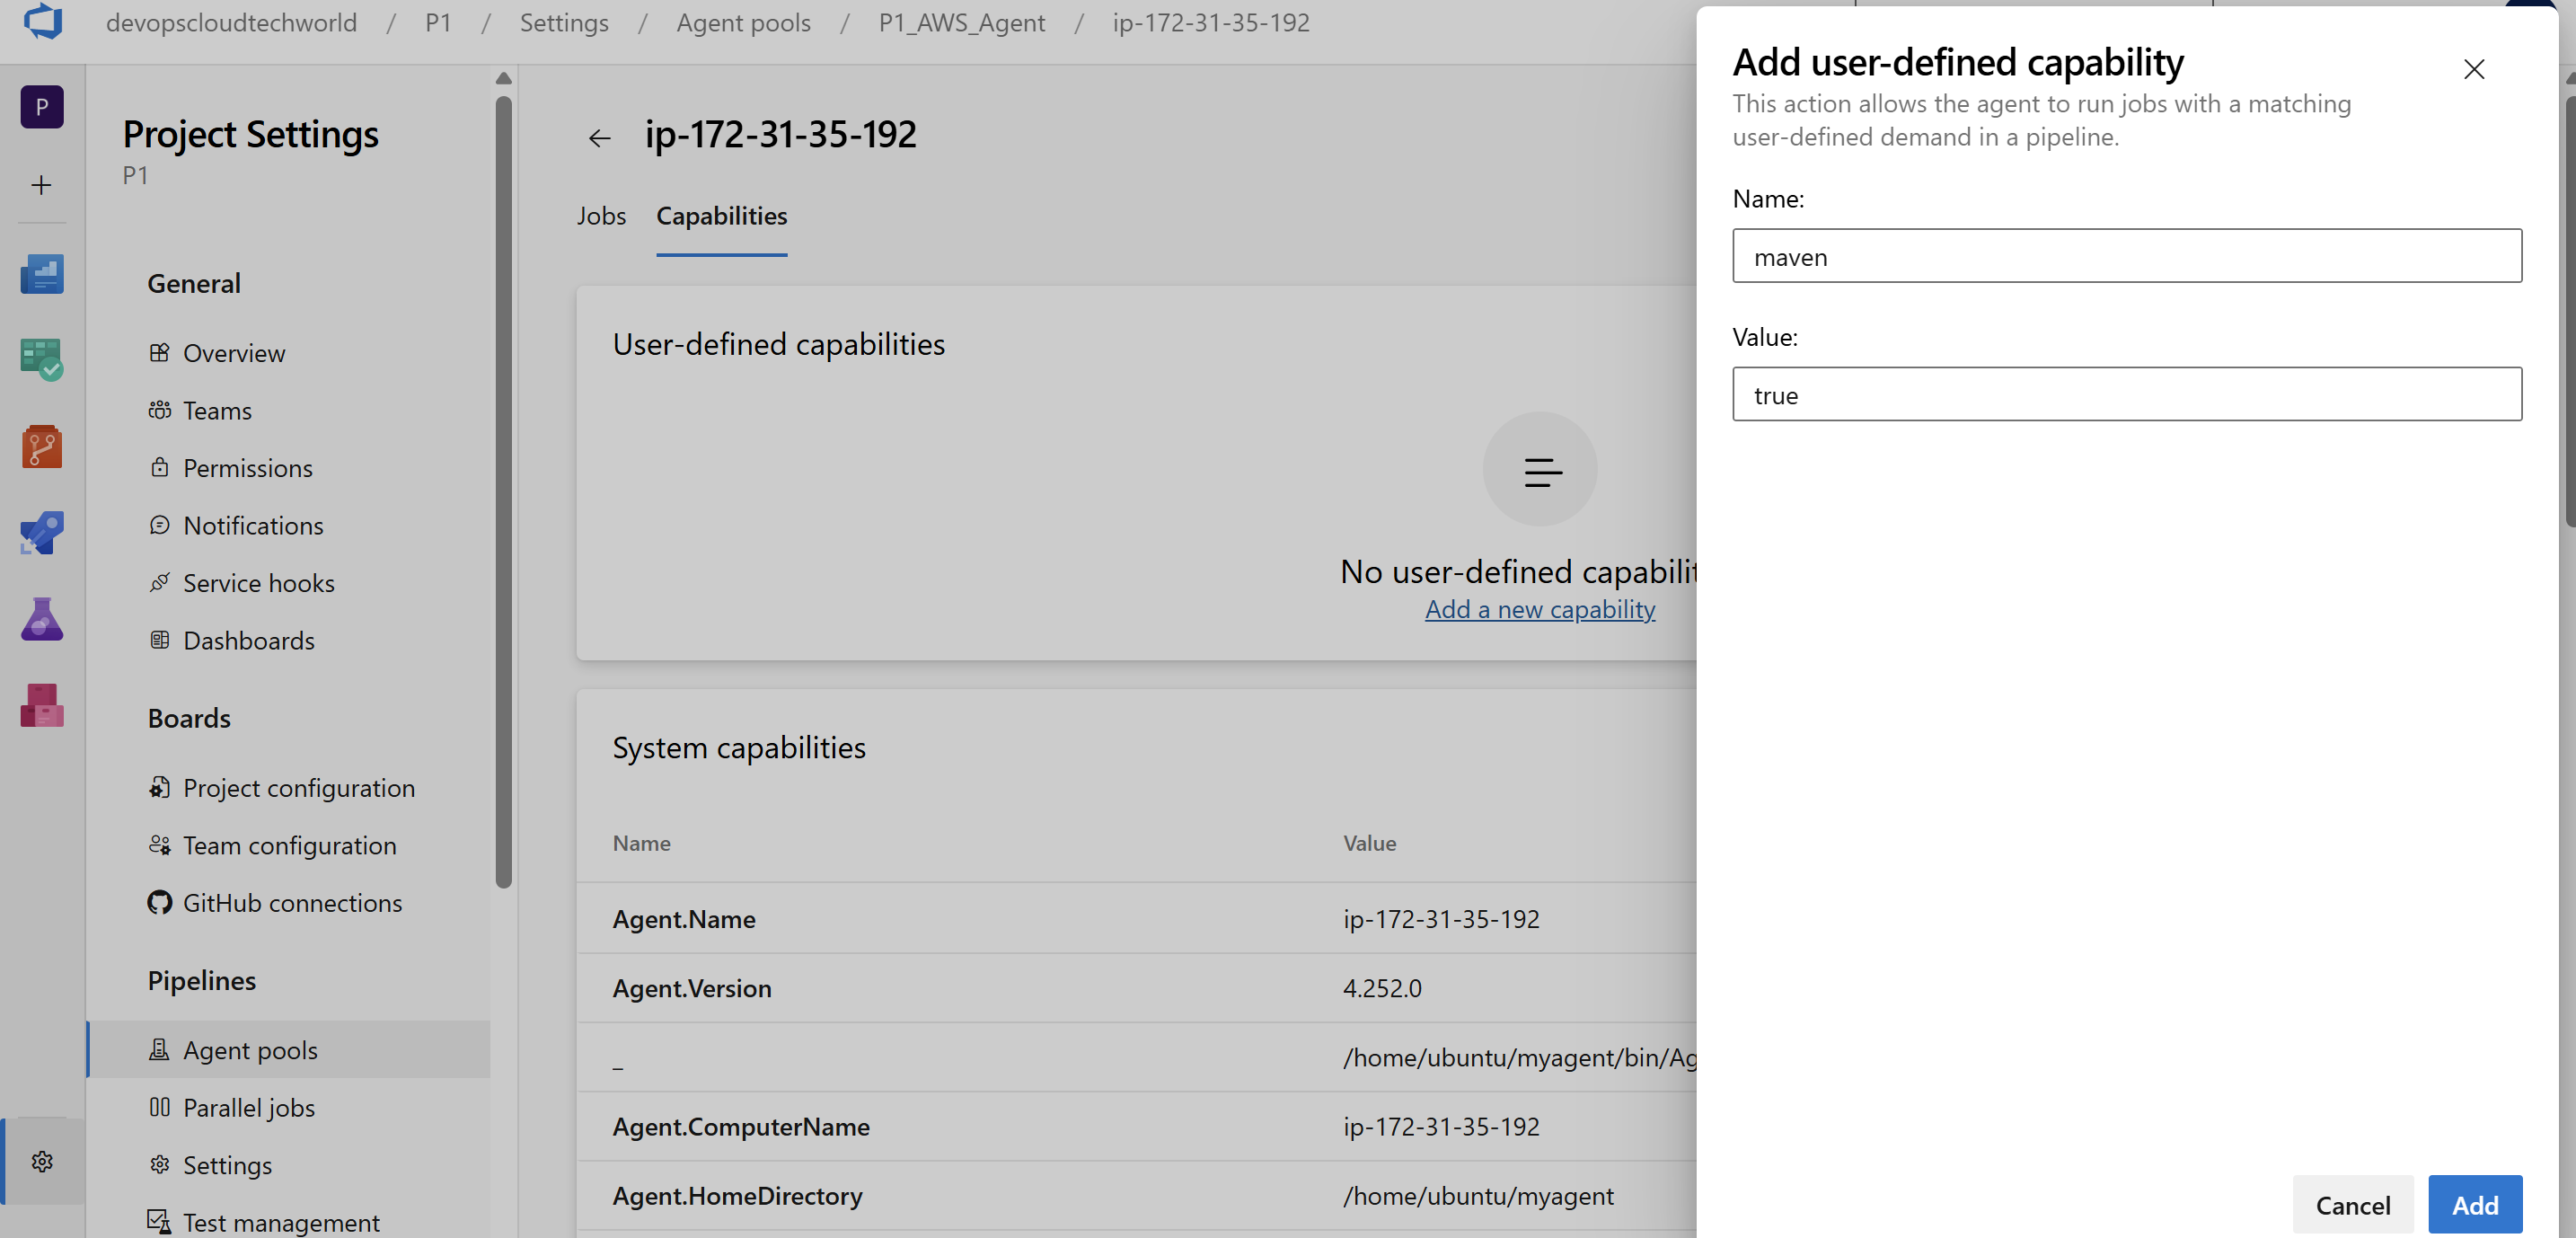 devopscloudtechworld / P1 / Settings / Agent pools / P1_AWS_Agent / ip-172-31-35-192
P
Project Settings
P1
General
Overview
Teams
Permissions
Notifications
Service hooks
Dashboards
Boards
Project configuration
Team configuration
GitHub connections
Pipelines
Agent pools
Parallel jobs
Settings
Test management
ip-172-31-35-192
Jobs Capabilities
User-defined capabilities
No user-defined capabilit
Add a new capability
System capabilities
Name Value
Agent.Name ip-172-31-35-192
Agent.Version 4.252.0
_ /home/ubuntu/myagent/bin/Ag
Agent.ComputerName ip-172-31-35-192
Agent.HomeDirectory /home/ubuntu/myagent
Add user-defined capability
This action allows the agent to run jobs with a matching
user-defined demand in a pipeline.
Name:
maven
Value:
true
Cancel Add